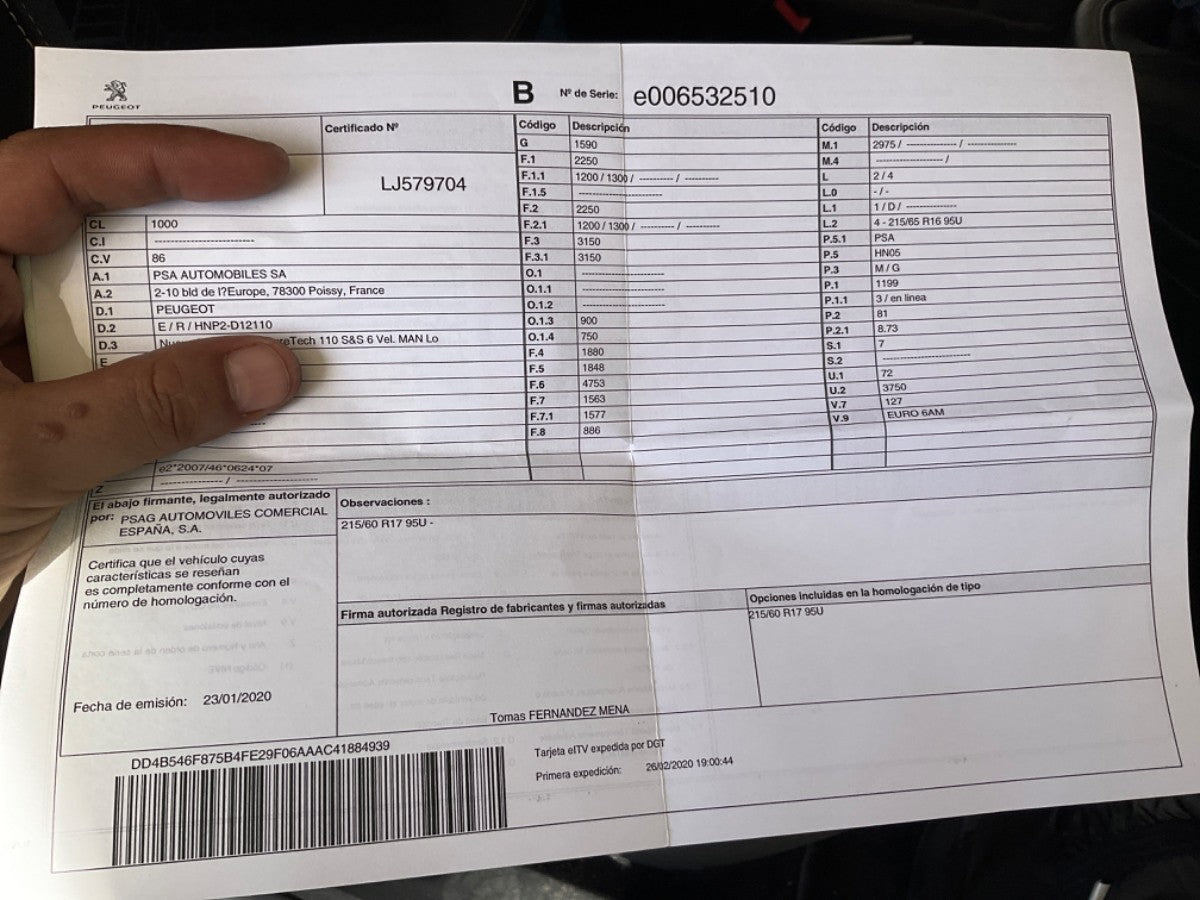 PEUGEOT
B Nº de Serie: e006532510
Certificado Nº
LJ579704
CL 1000
C.I ---------------------------
C.V 86
A.1 PSA AUTOMOBILES SA
A.2 2-10 bld de l?Europe, 78300 Poissy, France
D.1 PEUGEOT
D.2 E / R / HNP2-D12110
D.3 110 S&S 6 Vel. MAN Lo
E
e2*2007/46*0624*07
Z -------------------- / --------------------
Código Descripción
G 1590
F.1 2250
F.1.1 1200 / 1300 / ---------- / ----------
F.1.5 ------------------------
F.2 2250
F.2.1 1200 / 1300 / ---------- / ----------
F.3 3150
F.3.1 3150
O.1 ------------------------
O.1.1 ------------------------
O.1.2 ------------------------
O.1.3 900
O.1.4 750
F.4 1880
F.5 1848
F.6 4753
F.7 1563
F.7.1 1577
F.8 886
Código Descripción
M.1 2975 / -------------- / --------------
M.4 -------------------- /
L 2 / 4
L.0 - / -
L.1 1 / D / --------------
L.2 4 - 215/65 R16 95U
P.5.1 PSA
P.5 HN05
P.3 M / G
P.1 1199
P.1.1 3 / en linea
P.2 81
P.2.1 8.73
S.1 7
S.2 ------------------------
U.1 72
U.2 3750
V.7 127
V.9 EURO 6AM
El abajo firmante, legalmente autorizado
por: PSAG AUTOMOVILES COMERCIAL
ESPAÑA, S.A.
Certifica que el vehículo cuyas
características se reseñan
es completamente conforme con el
número de homologación.
Fecha de emisión: 23/01/2020
Observaciones :
215/60 R17 95U -
Firma autorizada Registro de fabricantes y firmas autorizadas
Tomas FERNANDEZ MENA
Opciones incluidas en la homologación de tipo
215/60 R17 95U
DD4B546F875B4FE29F06AAAC41884939
Tarjeta eITV expedida por DGT
Primera expedición: 26/02/2020 19:00:44